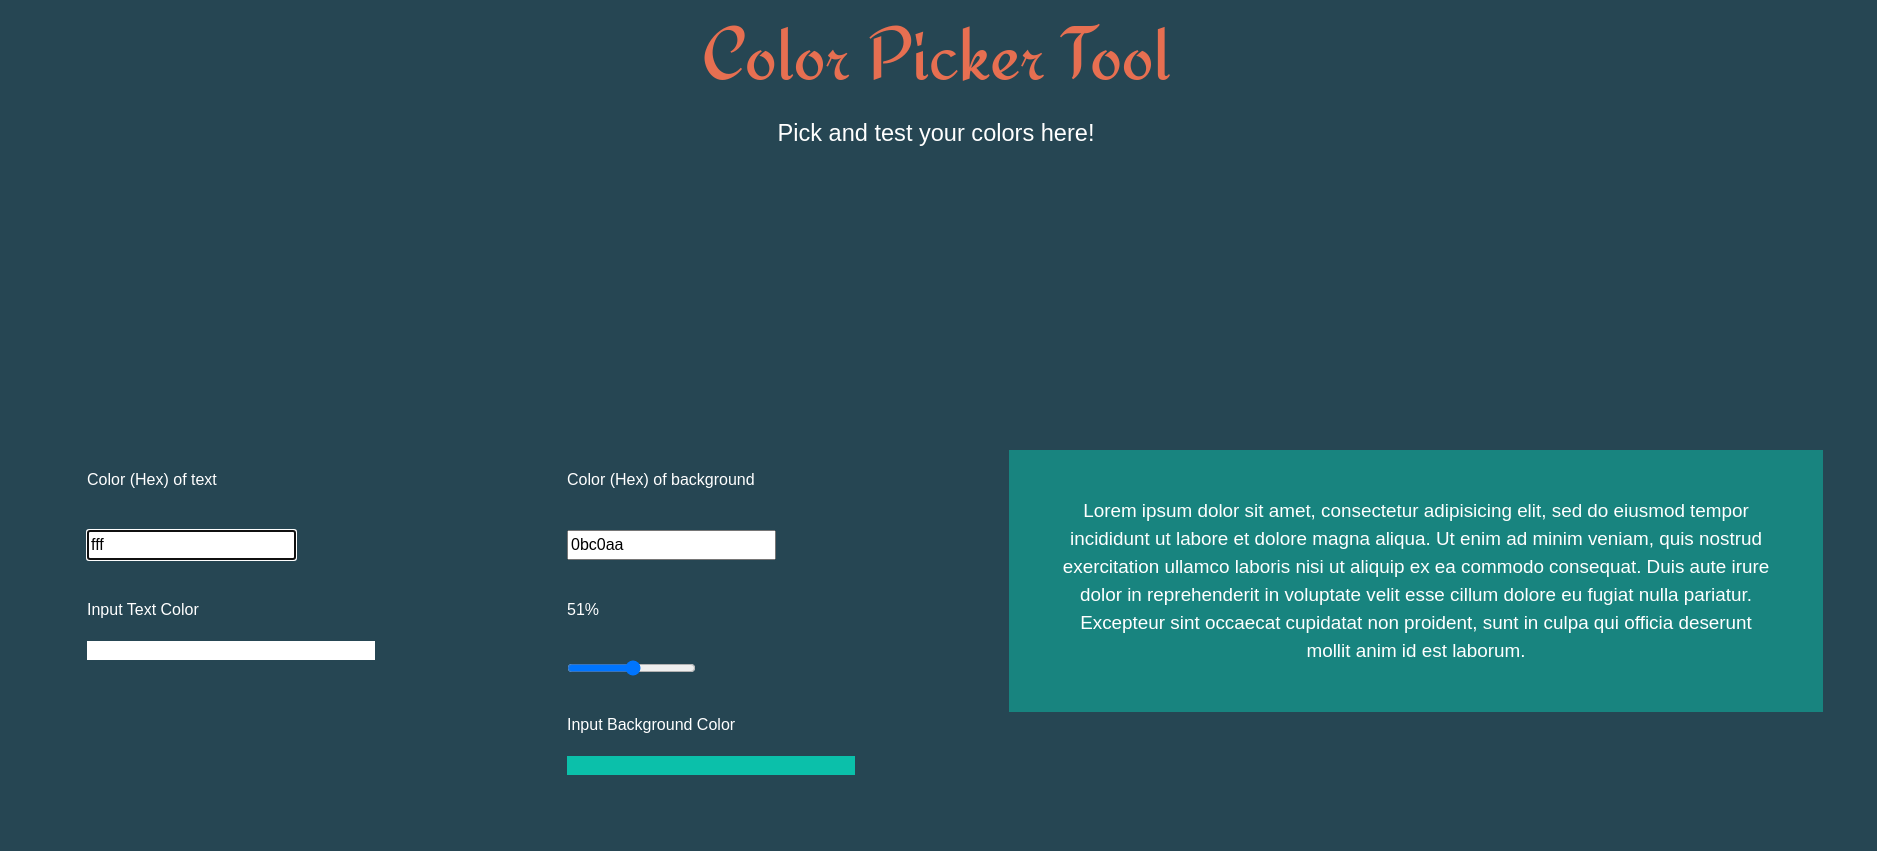 Color Picker Tool
Pick and test your colors here!
Color (Hex) of text
fff
Input Text Color
Color (Hex) of background
0bc0aa
51%
Input Background Color
Lorem ipsum dolor sit amet, consectetur adipisicing elit, sed do eiusmod tempor
incididunt ut labore et dolore magna aliqua. Ut enim ad minim veniam, quis nostrud
exercitation ullamco laboris nisi ut aliquip ex ea commodo consequat. Duis aute irure
dolor in reprehenderit in voluptate velit esse cillum dolore eu fugiat nulla pariatur.
Excepteur sint occaecat cupidatat non proident, sunt in culpa qui officia deserunt
mollit anim id est laborum.